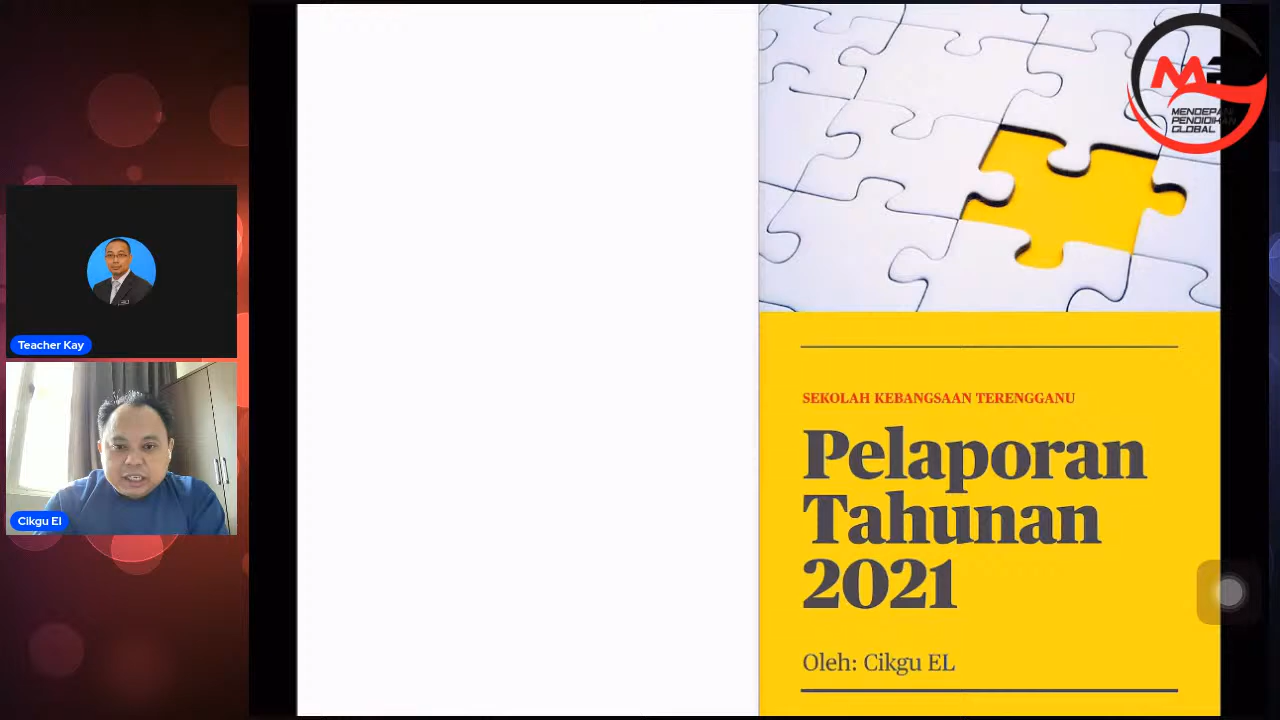 MENDEPANI
PENDIDIKAN
GLOBAL
Teacher Kay
Cikgu El
SEKOLAH KEBANGSAAN TERENGGANU
Pelaporan
Tahunan
2021
Oleh: Cikgu EL